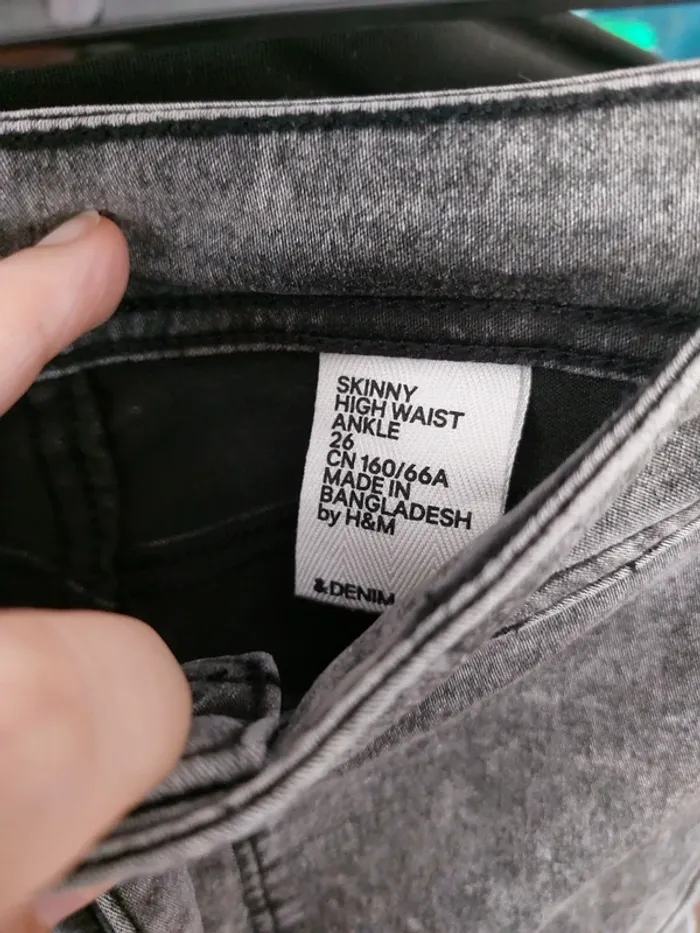 SKINNY
HIGH WAIST
ANKLE
26
CN 160/66A
MADE IN
BANGLADESH
by H&M
&DENIM